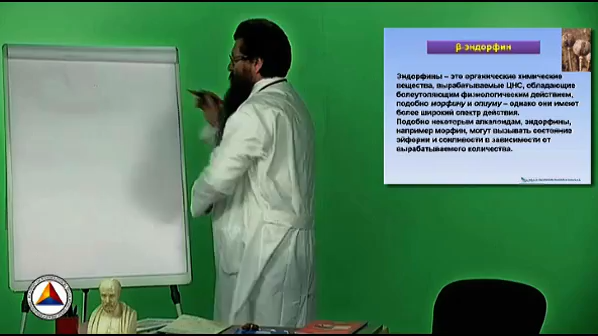 β-эндорфин
Эндорфины – это органические химические
вещества, вырабатываемые ЦНС, обладающие
болеутоляющим физиологическим действием,
подобно морфину и опиуму – однако они имеют
более широкий спектр действия.
Подобно некоторым алкалоидам, эндорфины,
например морфин, могут вызывать состояние
эйфории и сонливости в зависимости от
вырабатываемого количества.